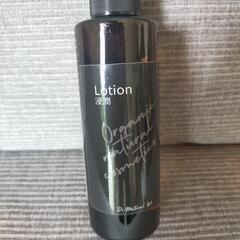 Lotion
浸潤
Organic
natural
cosmetics